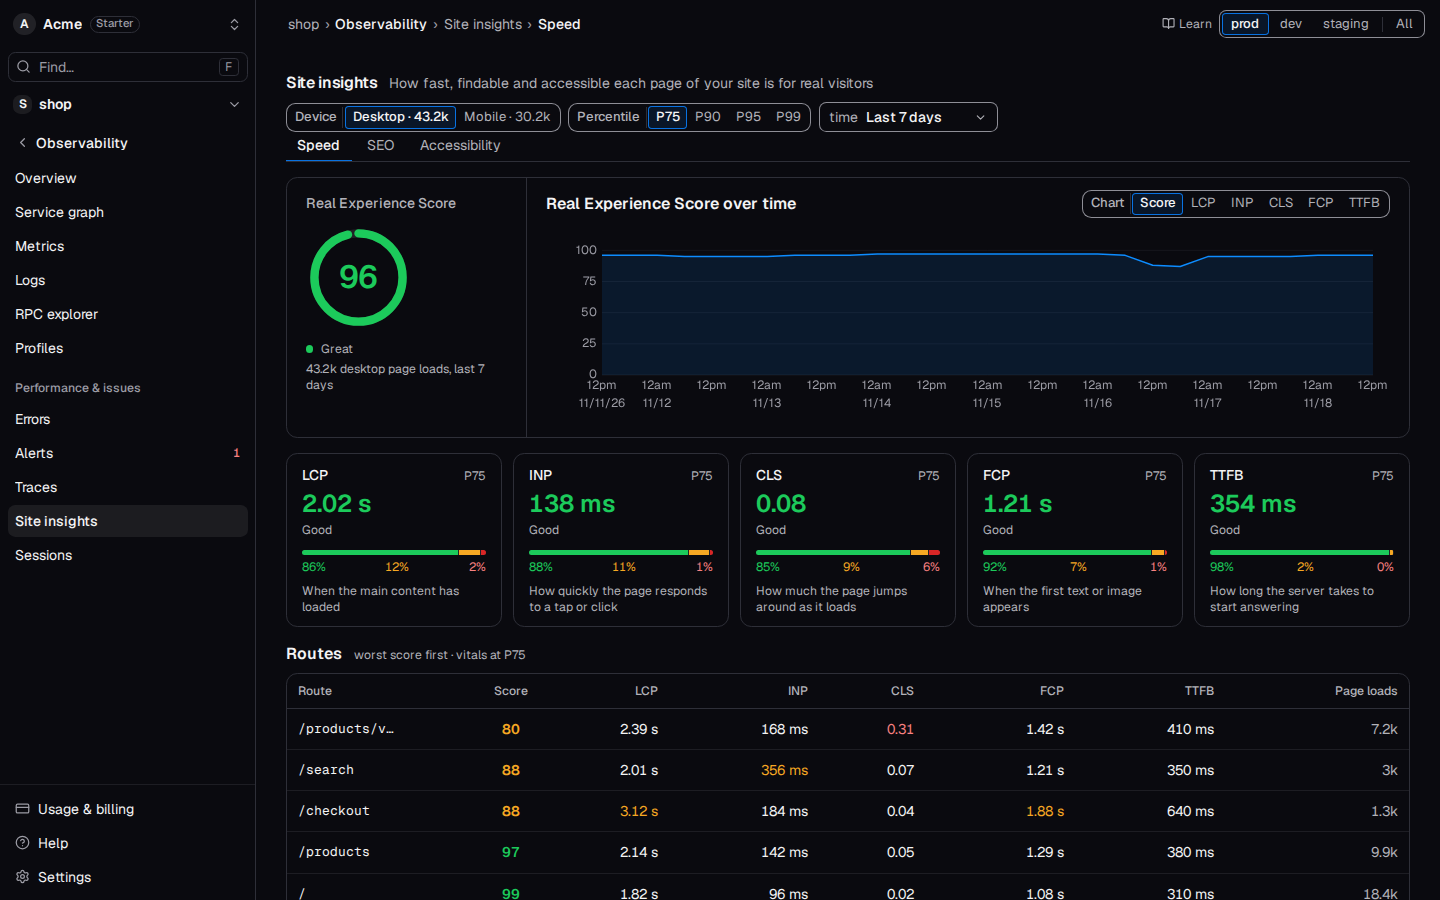 A Acme Starter
Find... F
S shop
Observability
Overview
Service graph
Metrics
Logs
RPC explorer
Profiles
Performance & issues
Errors
Alerts 1
Traces
Site insights
Sessions
Usage & billing
Help
Settings
shop › Observability › Site insights › Speed
Learn prod dev staging All
Site insights How fast, findable and accessible each page of your site is for real visitors
Device Desktop · 43.2k Mobile · 30.2k Percentile P75 P90 P95 P99 time Last 7 days
Speed SEO Accessibility
Real Experience Score
96
Great
43.2k desktop page loads, last 7
days
Real Experience Score over time
Chart Score LCP INP CLS FCP TTFB
100
75
50
25
0
12pm 12am 12pm 12am 12pm 12am 12pm 12am 12pm 12am 12pm 12am 12pm 12am 12pm
11/11/26 11/12 11/13 11/14 11/15 11/16 11/17 11/18
LCP P75
2.02 s
Good
86% 12% 2%
When the main content has
loaded
INP P75
138 ms
Good
88% 11% 1%
How quickly the page responds
to a tap or click
CLS P75
0.08
Good
85% 9% 6%
How much the page jumps
around as it loads
FCP P75
1.21 s
Good
92% 7% 1%
When the first text or image
appears
TTFB P75
354 ms
Good
98% 2% 0%
How long the server takes to
start answering
Routes worst score first · vitals at P75
Route Score LCP INP CLS FCP TTFB Page loads
/products/v… 80 2.39 s 168 ms 0.31 1.42 s 410 ms 7.2k
/search 88 2.01 s 356 ms 0.07 1.21 s 350 ms 3k
/checkout 88 3.12 s 184 ms 0.04 1.88 s 640 ms 1.3k
/products 97 2.14 s 142 ms 0.05 1.29 s 380 ms 9.9k
/ 99 1.82 s 96 ms 0.02 1.08 s 310 ms 18.4k